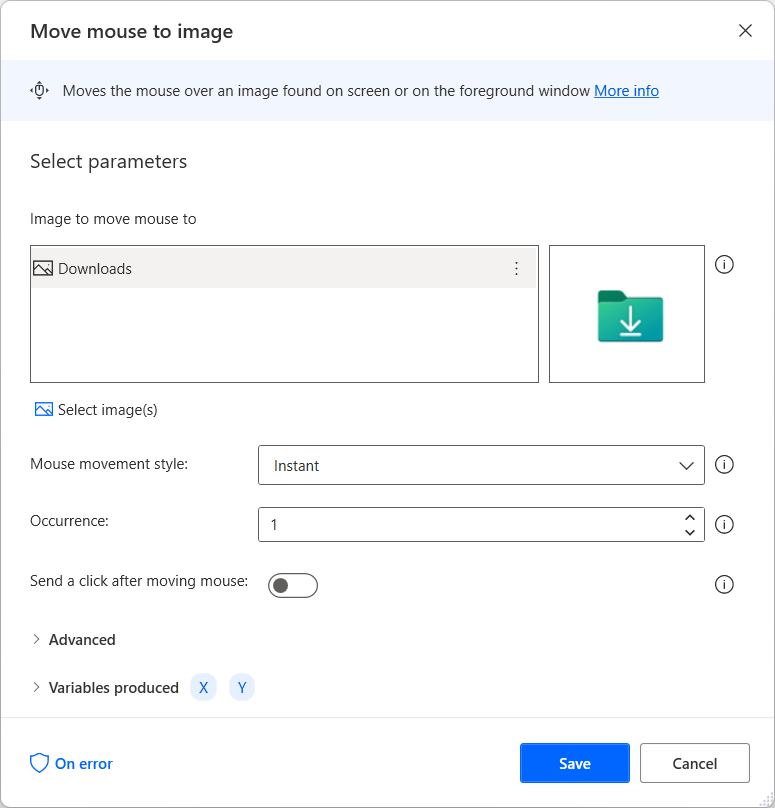 Move mouse to image
Moves the mouse over an image found on screen or on the foreground window More info
Select parameters
Image to move mouse to
Downloads
Select image(s)
Mouse movement style:
Instant
Occurrence:
1
Send a click after moving mouse:
Advanced
Variables produced X Y
On error
Save
Cancel